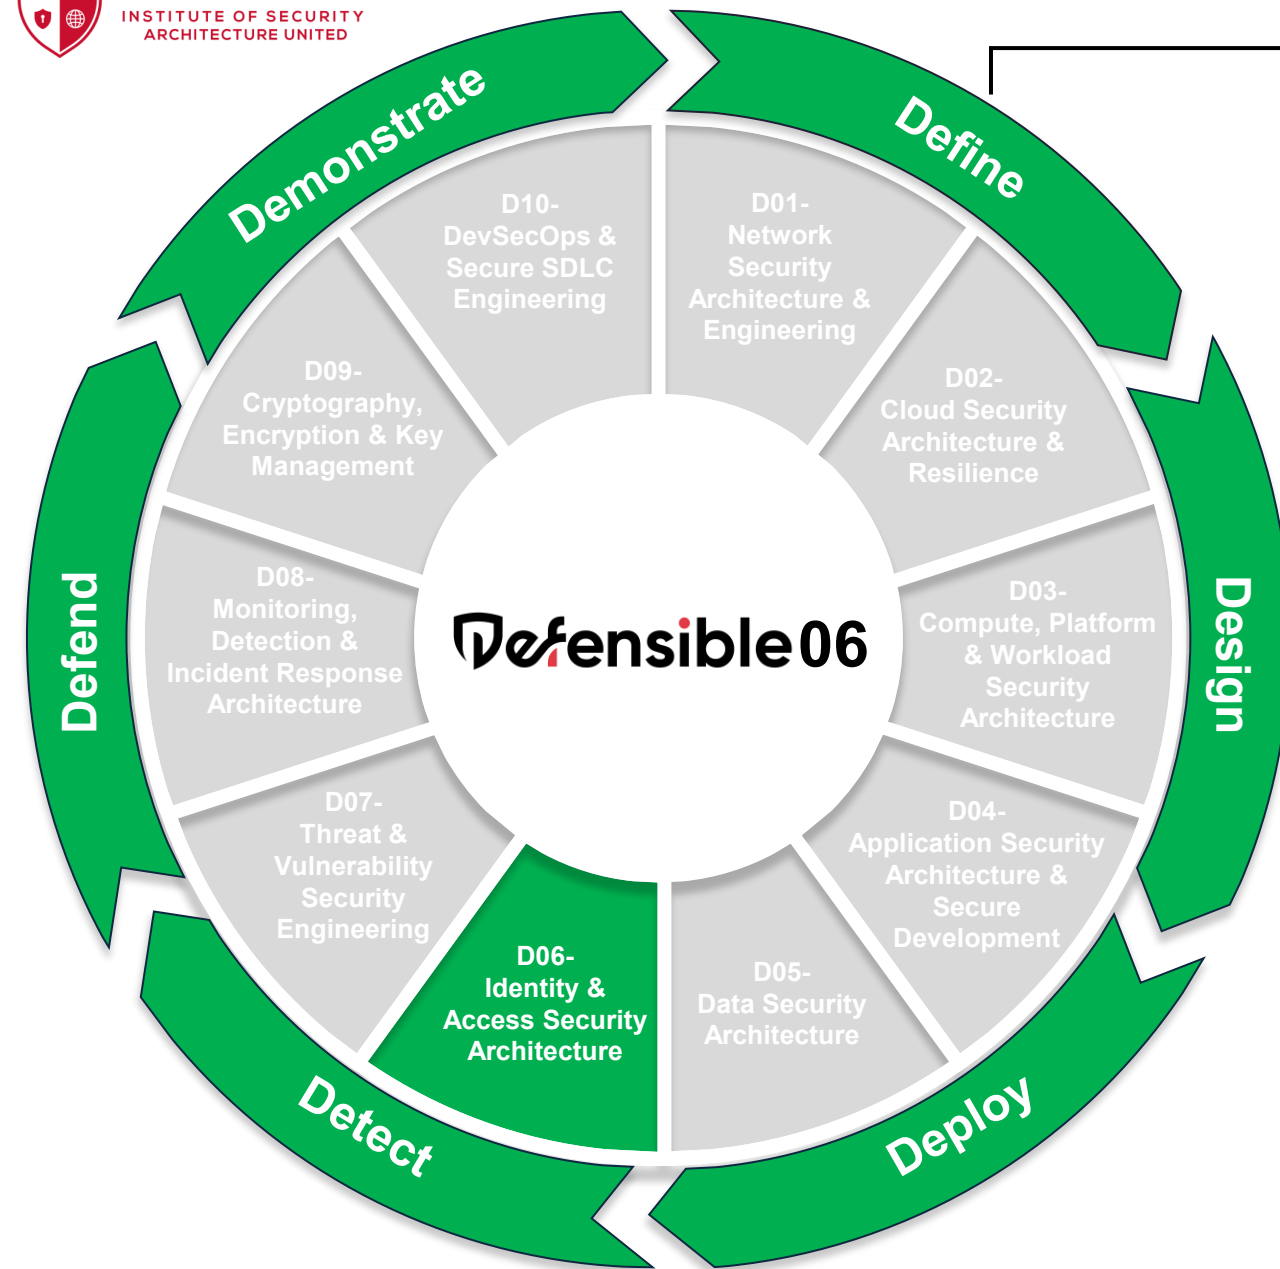 INSTITUTE OF SECURITY
ARCHITECTURE UNITED
Demonstrate
Define
D10-
DevSecOps &
Secure SDLC
Engineering
D01-
Network
Security
Architecture &
Engineering
D09-
Cryptography,
Encryption & Key
Management
D02-
Cloud Security
Architecture &
Resilience
Defend
D08-
Monitoring,
Detection &
Incident Response
Architecture
Defensible 06
D03-
Compute, Platform
& Workload
Security
Architecture
Design
D07-
Threat &
Vulnerability
Security
Engineering
D04-
Application Security
Architecture &
Secure
Development
D06-
Identity &
Access Security
Architecture
D05-
Data Security
Architecture
Detect
Deploy